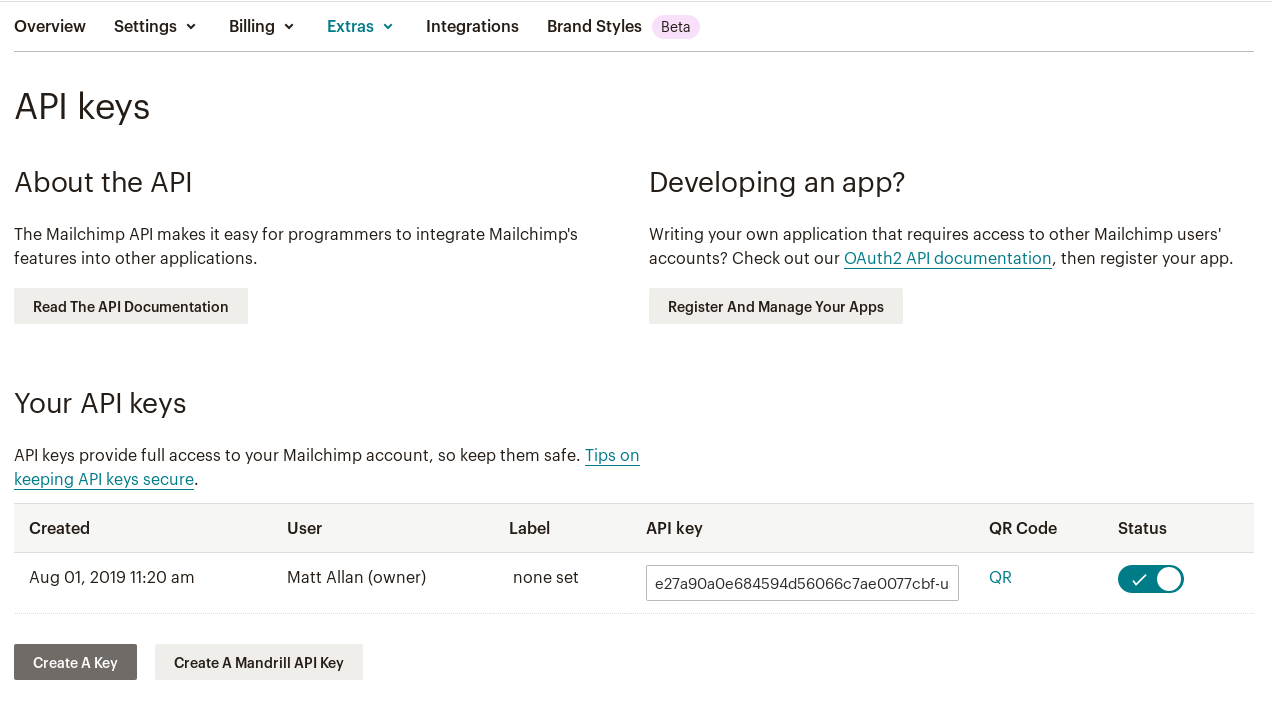 Overview Settings Billing Extras Integrations Brand Styles Beta
API keys
About the API
The Mailchimp API makes it easy for programmers to integrate Mailchimp's
features into other applications.
Read The API Documentation
Developing an app?
Writing your own application that requires access to other Mailchimp users'
accounts? Check out our OAuth2 API documentation, then register your app.
Register And Manage Your Apps
Your API keys
API keys provide full access to your Mailchimp account, so keep them safe. Tips on
keeping API keys secure.
Created User Label API key QR Code Status
Aug 01, 2019 11:20 am Matt Allan (owner) none set e27a90a0e684594d56066c7ae0077cbf-u QR
Create A Key Create A Mandrill API Key